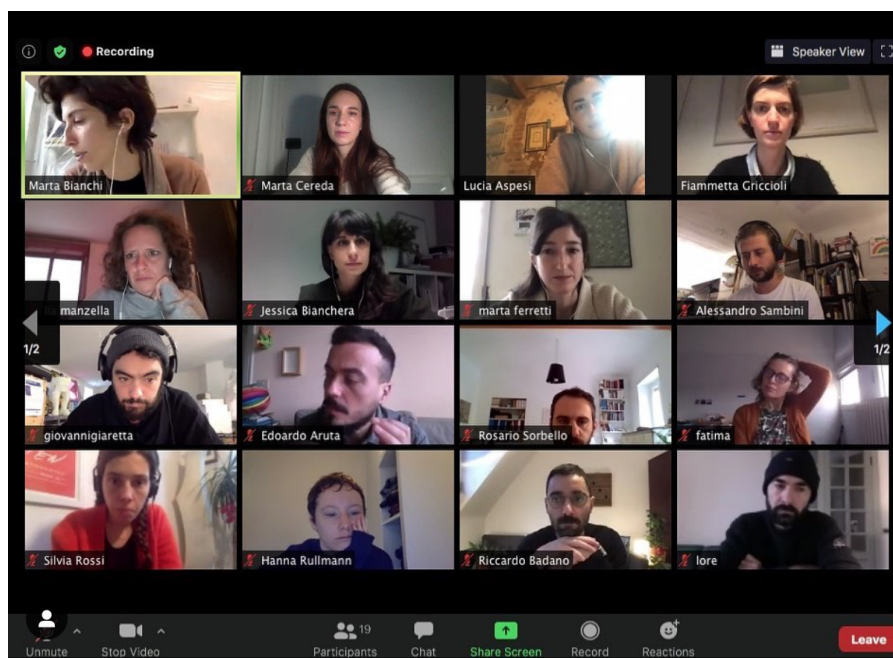 Recording
Speaker View
Marta Bianchi
Marta Cereda
Lucia Aspesi
Fiammetta Griccioli
manzella
Jessica Bianchera
marta ferretti
Alessandro Sambini
1/2
1/2
giovannigiaretta
Edoardo Aruta
Rosario Sorbello
fatima
Silvia Rossi
Hanna Rullmann
Riccardo Badano
lore
Unmute
Stop Video
19
Participants
Chat
Share Screen
Record
Reactions
Leave